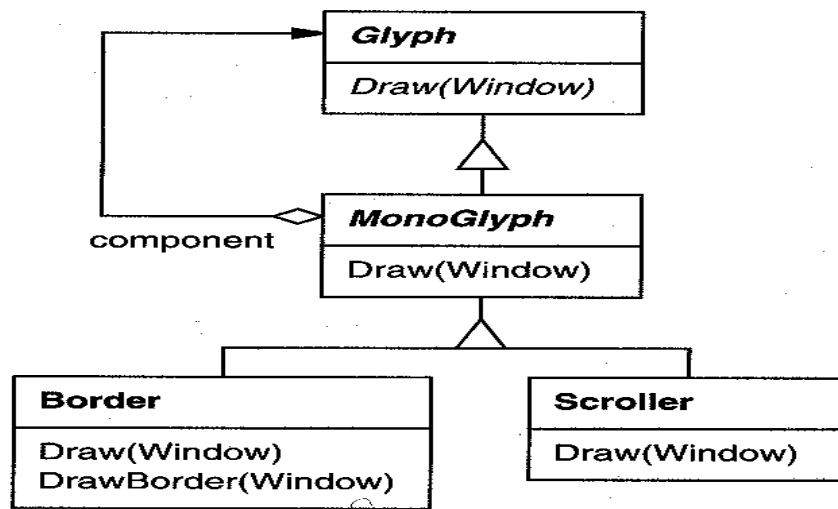 Glyph
Draw(Window)
MonoGlyph
component
Draw(Window)
Border
Draw(Window)
DrawBorder(Window)
Scroller
Draw(Window)